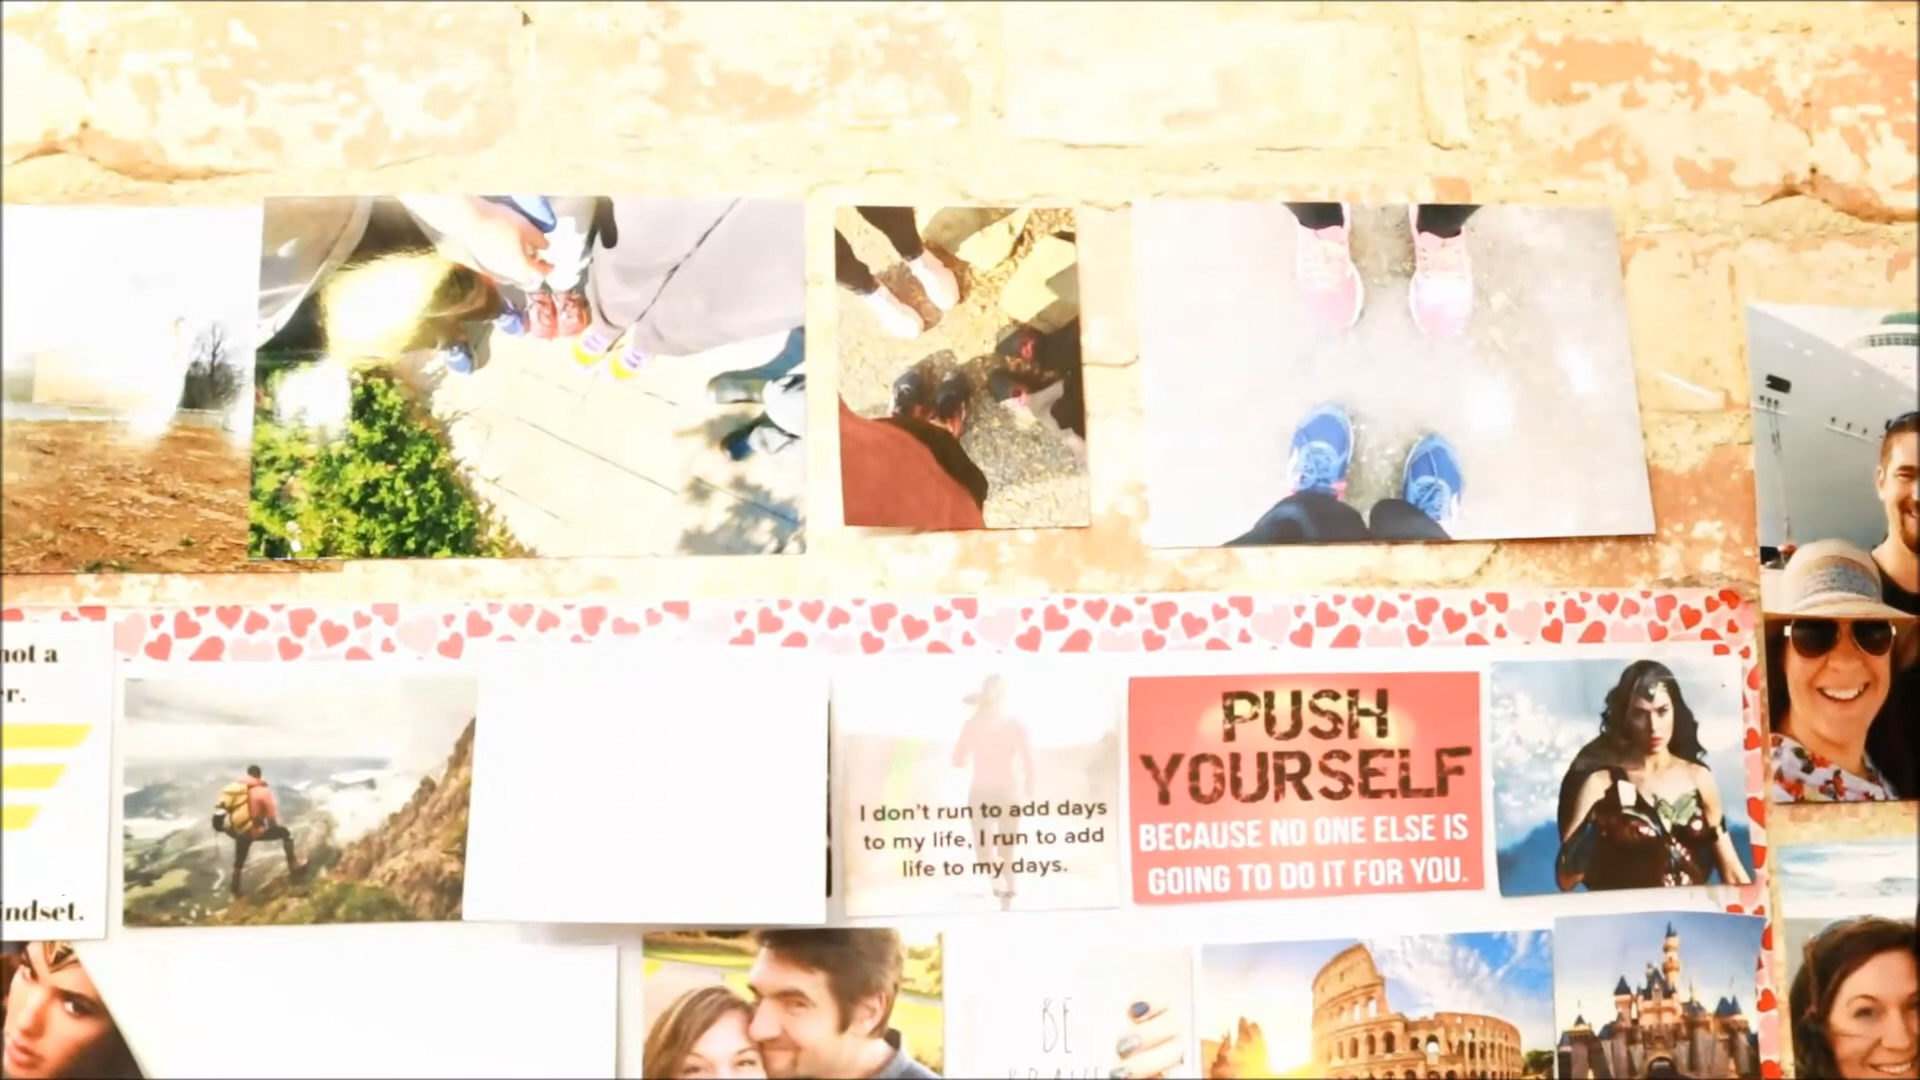 not a
er.
indset.
I don't run to add days
to my life, I run to add
life to my days.
PUSH
YOURSELF
BECAUSE NO ONE ELSE IS
GOING TO DO IT FOR YOU.
BE